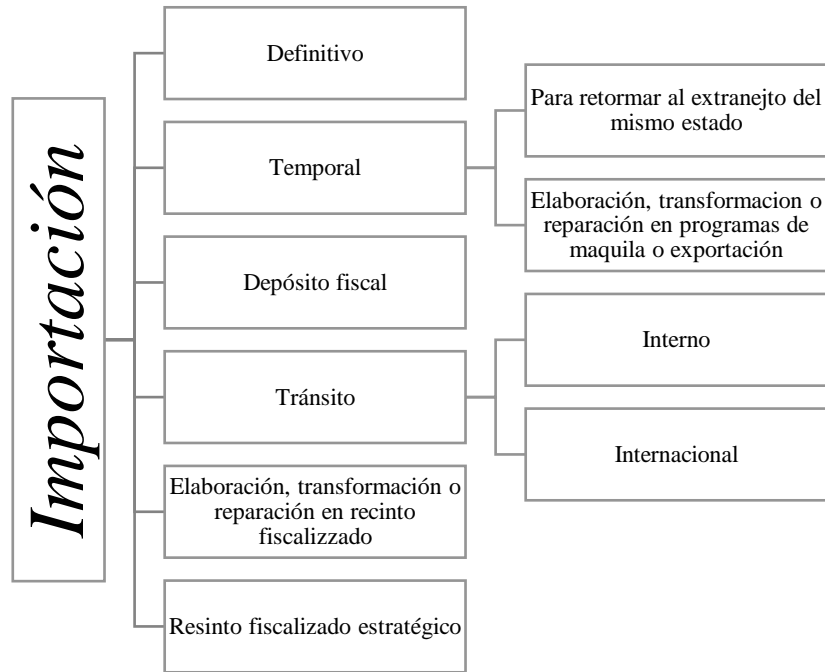 Importación
Definitivo
Temporal
Para retormar al extranejto del
mismo estado
Elaboración, transformacion o
reparación en programas de
maquila o exportación
Depósito fiscal
Tránsito
Interno
Internacional
Elaboración, transformación o
reparación en recinto
fiscalizzado
Resinto fiscalizado estratégico